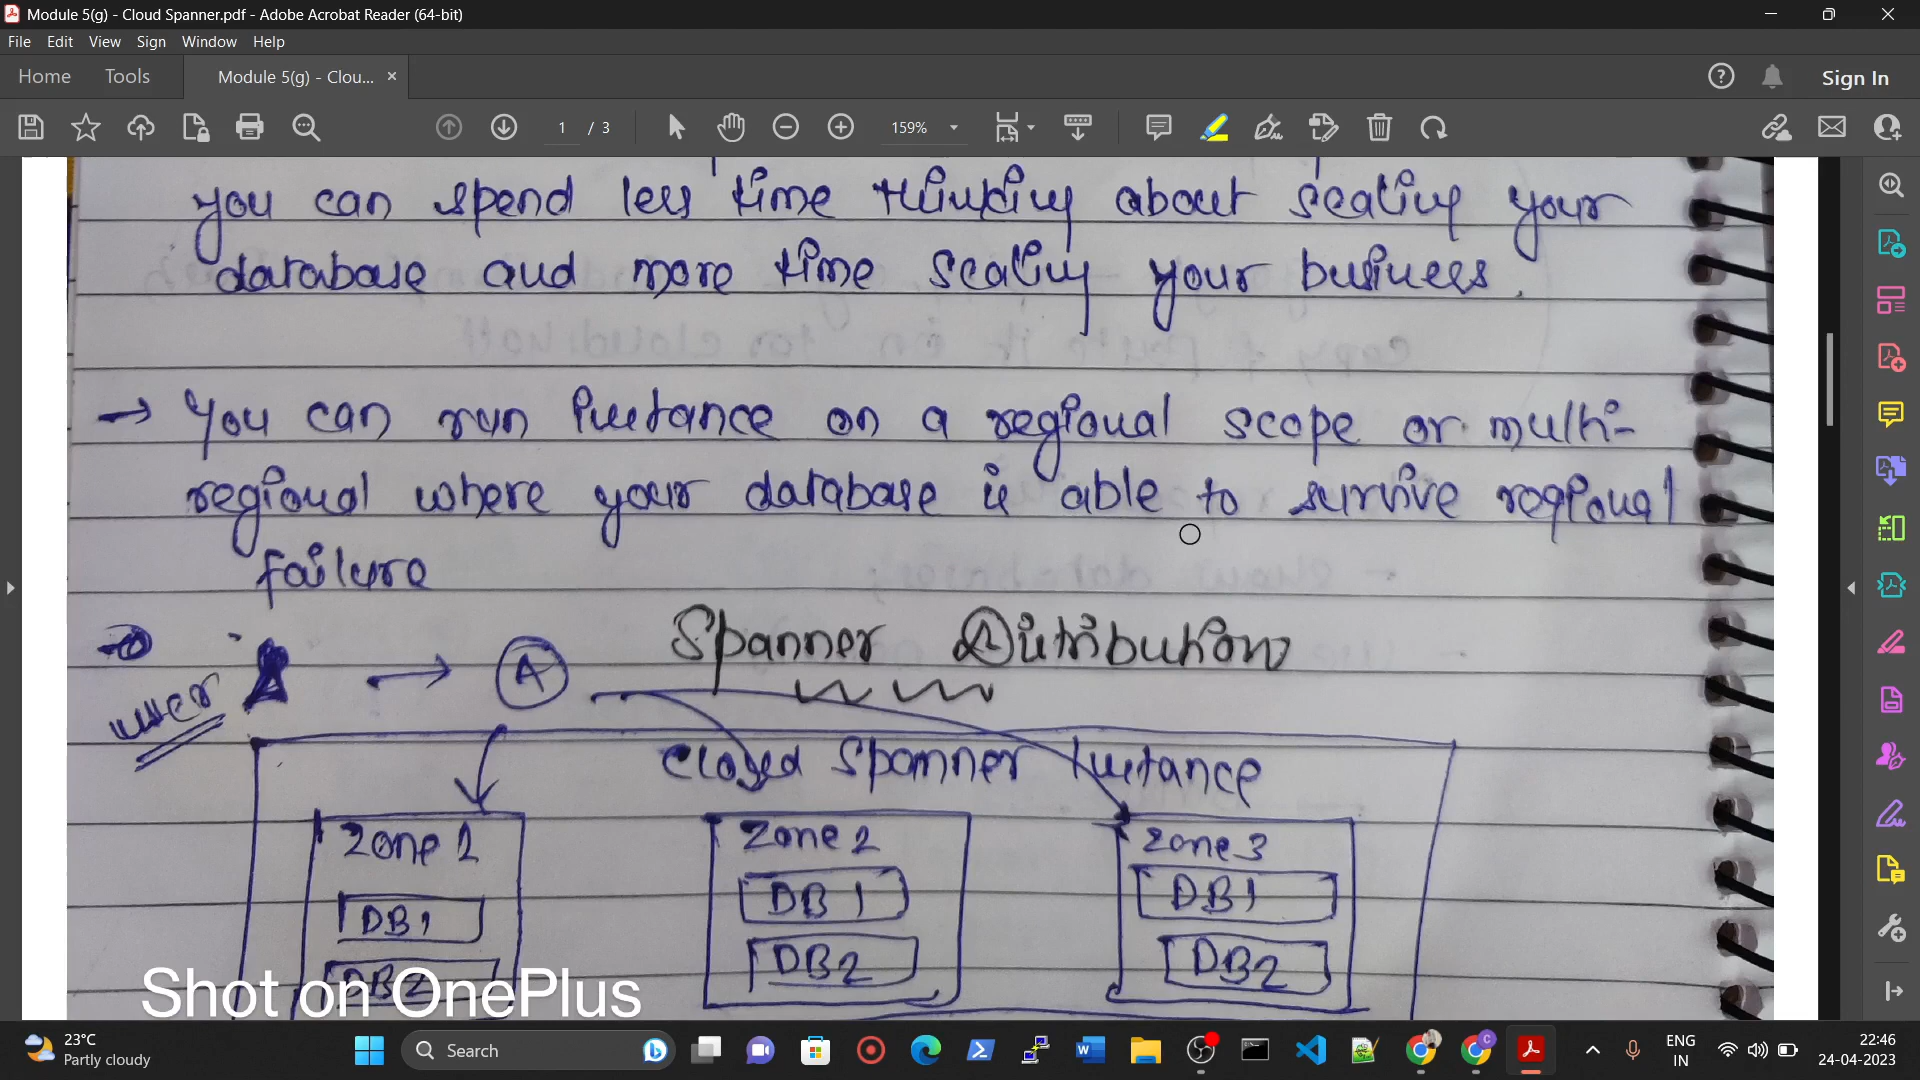 Module 5(g) - Cloud Spanner.pdf - Adobe Acrobat Reader (64-bit)
File Edit View Sign Window Help
Home Tools Module 5(g) - Clou... × Sign In
1 / 3 159%
you can spend less time thinking about scaling your
database and more time scaling your business.
→ You can run Instance on a regional scope or multi-
regional where your database is able to survive regional
failure
Spanner Distribution
user → A
Cloud Spanner Instance
Zone 1 Zone 2 Zone 3
DB1 DB1 DB1
DB2 DB2 DB2
Shot on OnePlus
23°C
Partly cloudy
Search
ENG
IN
22:46
24-04-2023